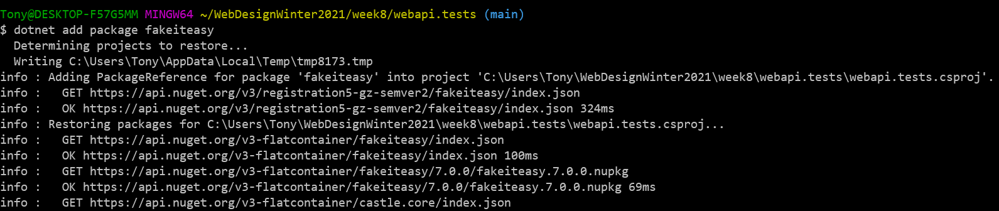 Tony@DESKTOP-F57G5MM MINGW64 ~/WebDesignWinter2021/week8/webapi.tests (main)
$ dotnet add package fakeiteasy
  Determining projects to restore...
  Writing C:\Users\Tony\AppData\Local\Temp\tmp8173.tmp
info : Adding PackageReference for package 'fakeiteasy' into project 'C:\Users\Tony\WebDesignWinter2021\week8\webapi.tests\webapi.tests.csproj'.
info :   GET https://api.nuget.org/v3/registration5-gz-semver2/fakeiteasy/index.json
info :   OK https://api.nuget.org/v3/registration5-gz-semver2/fakeiteasy/index.json 324ms
info : Restoring packages for C:\Users\Tony\WebDesignWinter2021\week8\webapi.tests\webapi.tests.csproj...
info :   GET https://api.nuget.org/v3-flatcontainer/fakeiteasy/index.json
info :   OK https://api.nuget.org/v3-flatcontainer/fakeiteasy/index.json 100ms
info :   GET https://api.nuget.org/v3-flatcontainer/fakeiteasy/7.0.0/fakeiteasy.7.0.0.nupkg
info :   OK https://api.nuget.org/v3-flatcontainer/fakeiteasy/7.0.0/fakeiteasy.7.0.0.nupkg 69ms
info :   GET https://api.nuget.org/v3-flatcontainer/castle.core/index.json